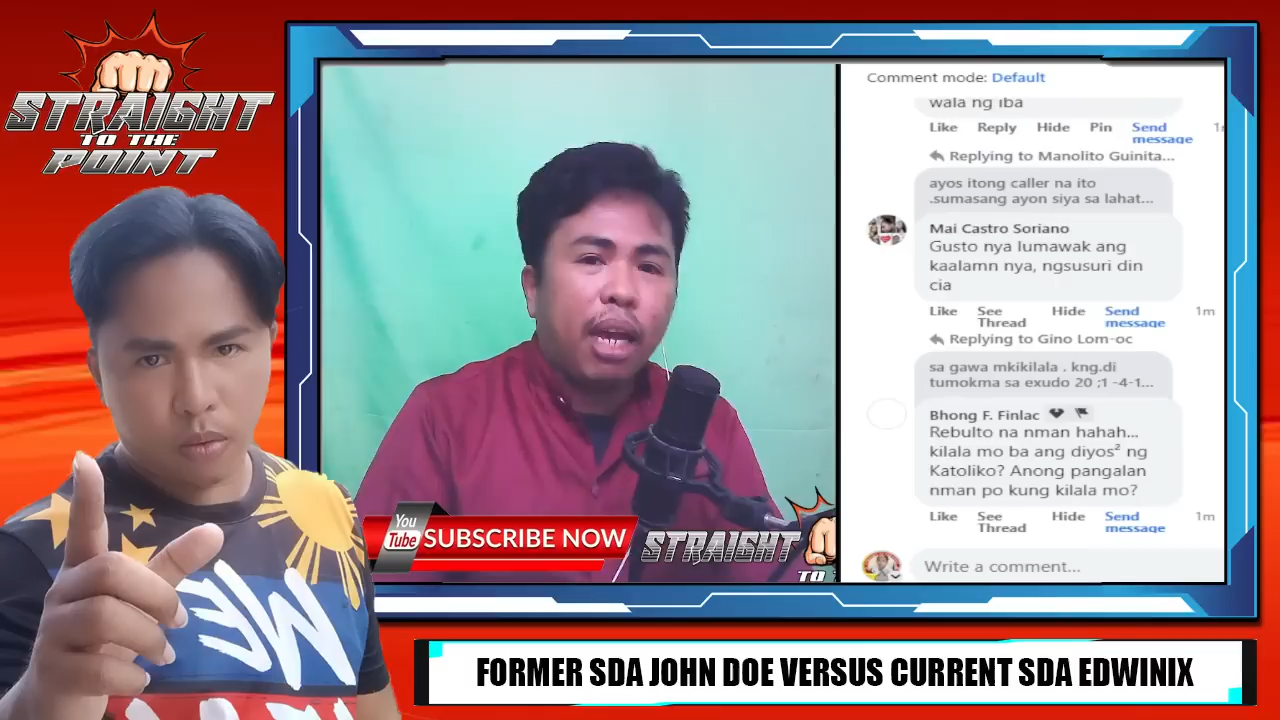 STRAIGHT
TO THE
POINT
Comment mode: Default
wala ng iba
Like Reply Hide Pin Send message
Replying to Manolito Guinita...
ayos itong caller na ito
.sumasang ayon siya sa lahat...
Mai Castro Soriano
Gusto nya lumawak ang
kaalamn nya, ngsusuri din
cia
Like See Thread Hide Send message 1m
Replying to Gino Lom-oc
sa gawa mkikilala , kng.di
tumokma sa exudo 20 ;1 -4-1...
Bhong F. Finlac
Rebulto na nman hahah...
kilala mo ba ang diyos² ng
Katoliko? Anong pangalan
nman po kung kilala mo?
Like See Thread Hide Send message 1m
Write a comment...
You
Tube
SUBSCRIBE NOW
STRAIGHT
TO
FORMER SDA JOHN DOE VERSUS CURRENT SDA EDWINIX